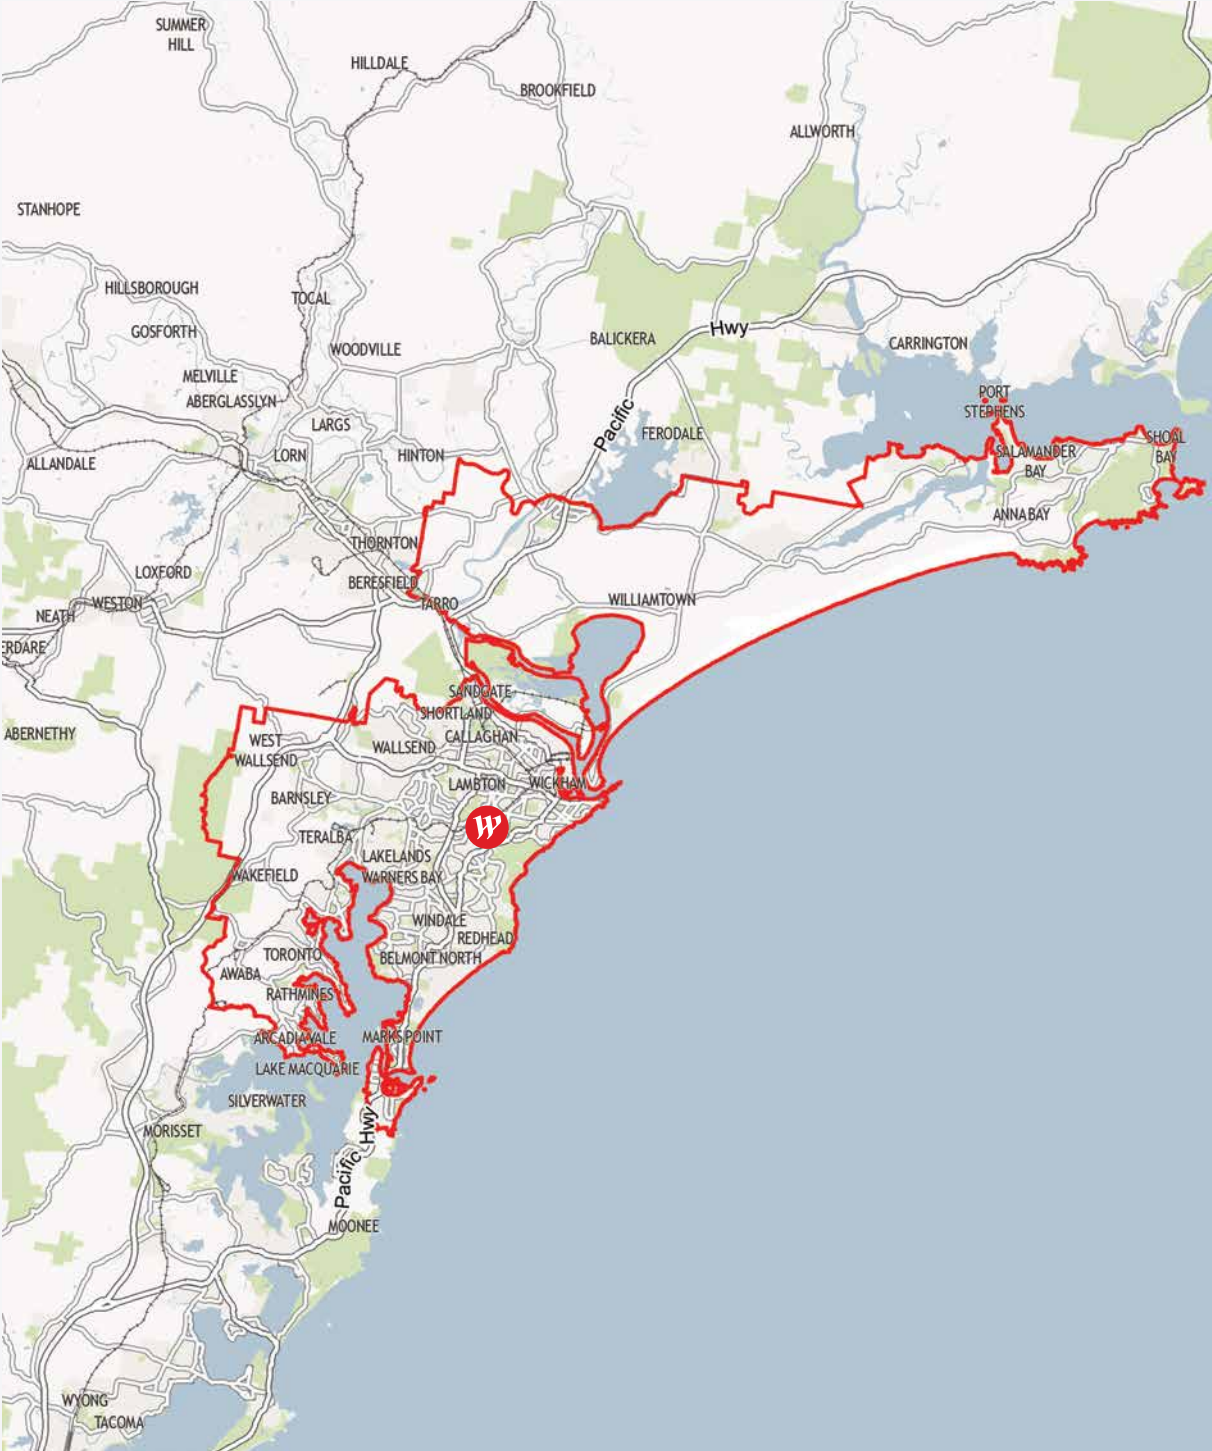 SUMMER
HILL
HILLDALE
BROOKFIELD
ALLWORTH
STANHOPE
HILLSBOROUGH
TOCAL
GOSFORTH
BALICKERA
Hwy
CARRINGTON
WOODVILLE
MELVILLE
ABERGLASSLYN
PORT
STEPHENS
Pacific
LARGS
FERODALE
SHOAL
BAY
ALLANDALE
LORN
HINTON
SALAMANDER
BAY
ANNA BAY
THORNTON
LOXFORD
BERESFIELD
NEATH
WESTON
TARRO
WILLIAMTOWN
ERDARE
SANDGATE
SHORTLAND
ABERNETHY
WEST
WALLSEND
WALLSEND
CALLAGHAN
LAMBTON
WICKHAM
BARNSLEY
W
TERALBA
LAKELANDS
WAKEFIELD
WARNERS BAY
WINDALE
REDHEAD
TORONTO
BELMONT NORTH
AWABA
RATHMINES
ARCADIA VALE
MARKS POINT
LAKE MACQUARIE
SILVERWATER
MORISSET
Pacific Hwy
MOONEE
WYONG
TACOMA